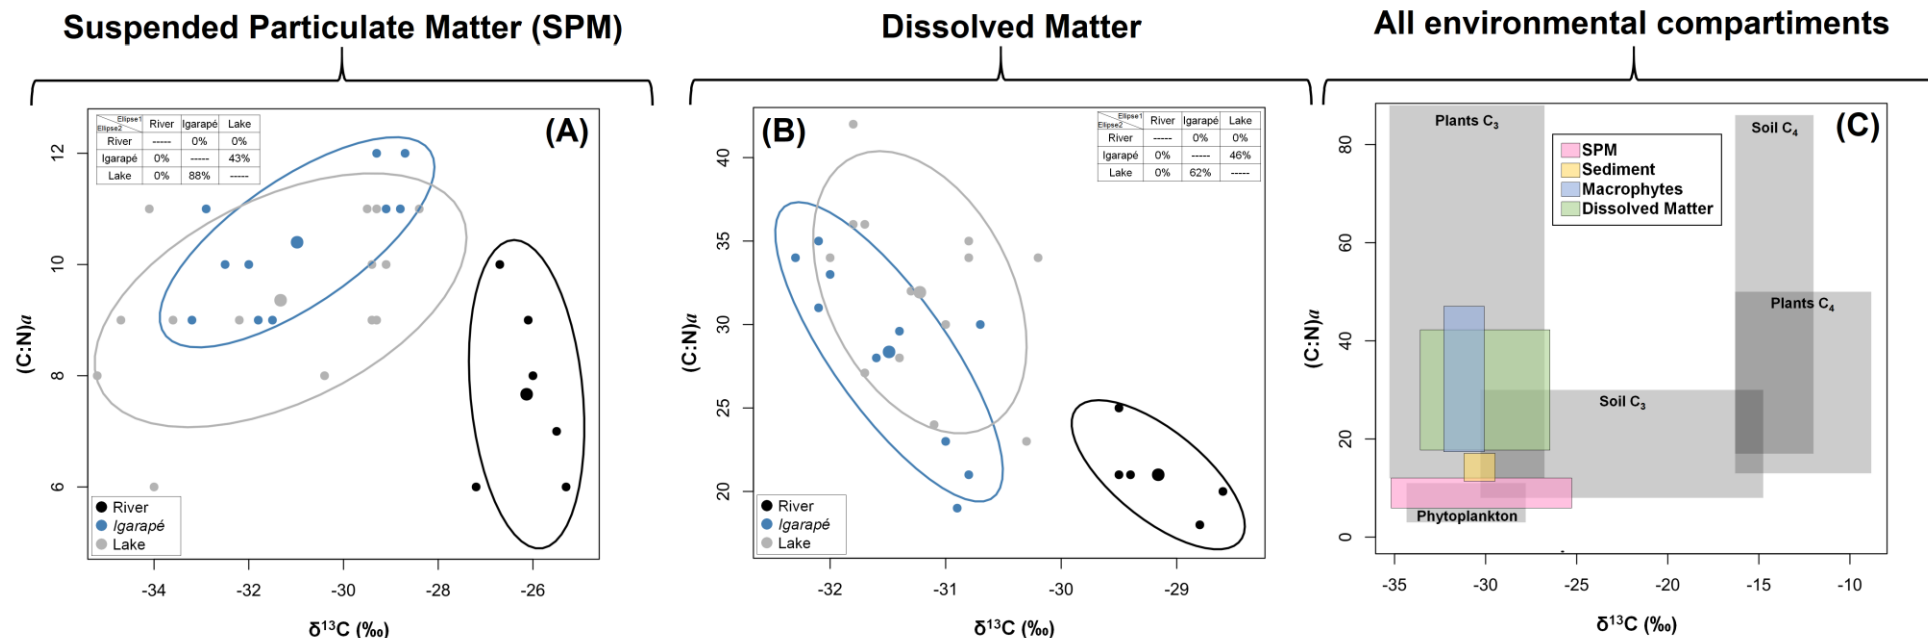 Suspended Particulate Matter (SPM)
Dissolved Matter
All environmental compartiments
Ellipse1
Ellipse2
River Igarapé Lake
River ----- 0% 0%
Igarapé 0% ----- 43%
Lake 0% 88% -----
(A)
12
10
8
6
(C:N)a
River
Igarapé
Lake
-34 -32 -30 -28 -26
δ13C (‰)
(B)
Ellipse1
Ellipse2
River Igarapé Lake
River ----- 0% 0%
Igarapé 0% ----- 46%
Lake 0% 62% -----
40
35
30
25
20
(C:N)a
River
Igarapé
Lake
-32 -31 -30 -29
δ13C (‰)
Plants C3
Soil C4
(C)
SPM
Sediment
Macrophytes
Dissolved Matter
Plants C4
Soil C3
Phytoplankton
80
60
40
20
0
(C:N)a
-35 -30 -25 -20 -15 -10
δ13C (‰)